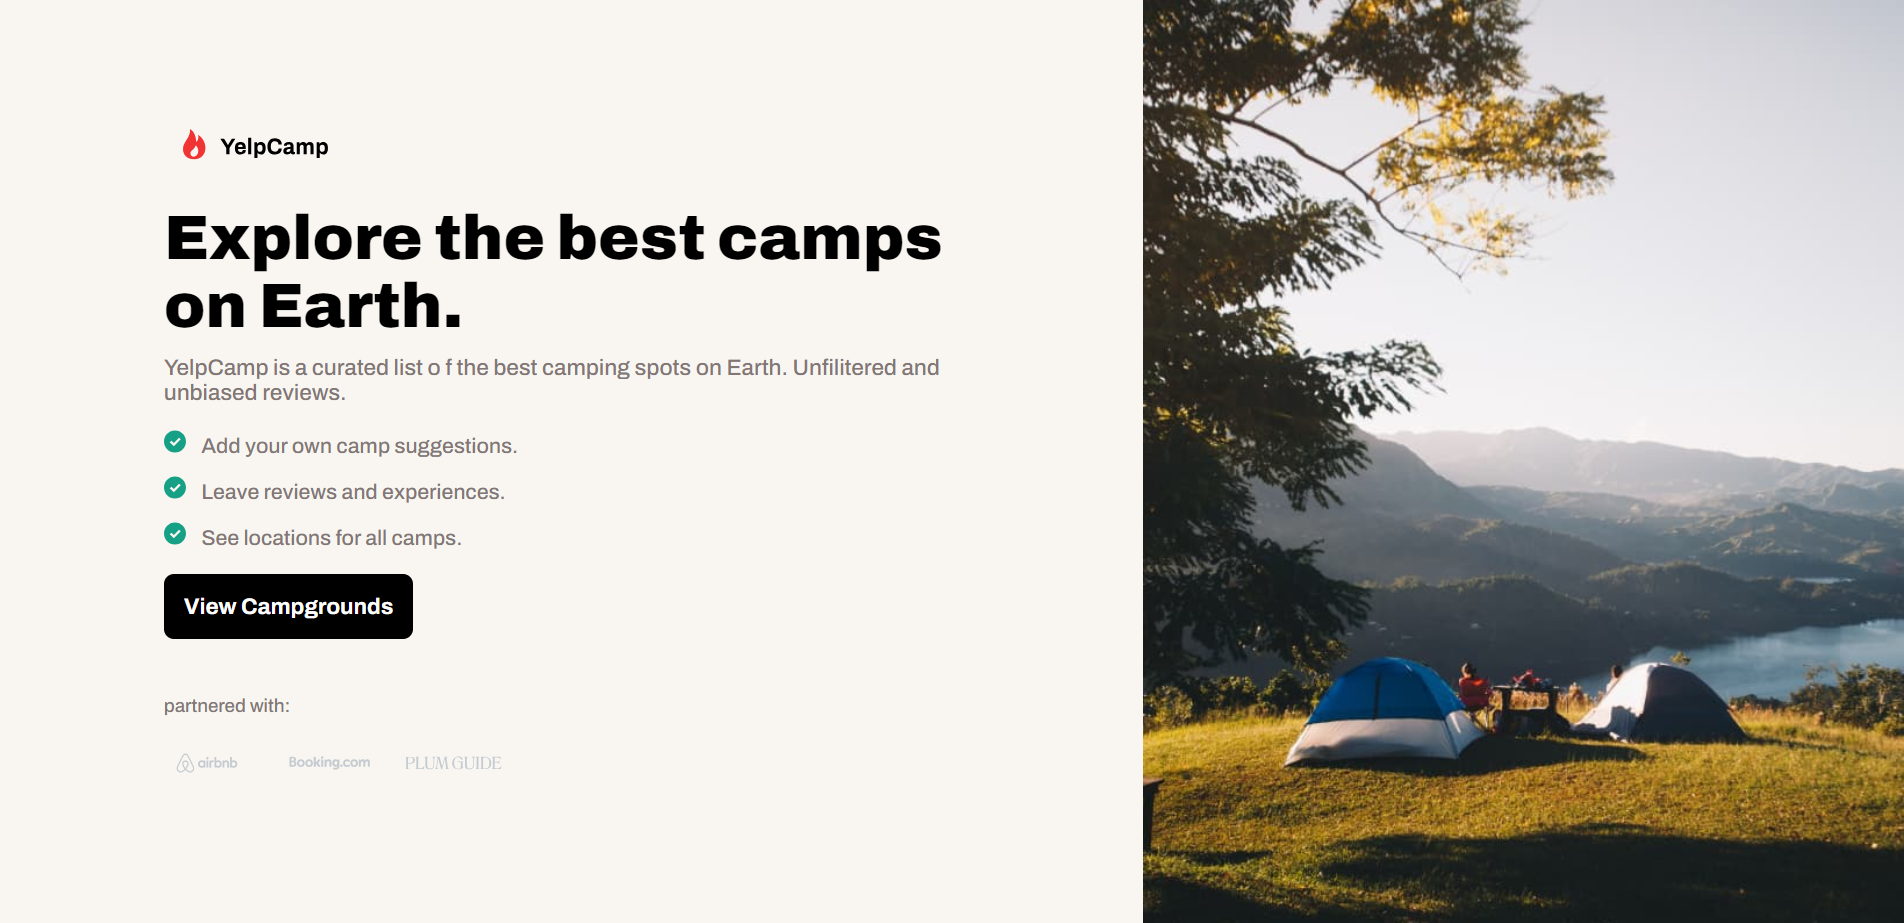 YelpCamp
Explore the best camps
on Earth.
YelpCamp is a curated list o f the best camping spots on Earth. Unfilitered and
unbiased reviews.
Add your own camp suggestions.
Leave reviews and experiences.
See locations for all camps.
View Campgrounds
partnered with:
airbnb Booking.com PLUM GUIDE